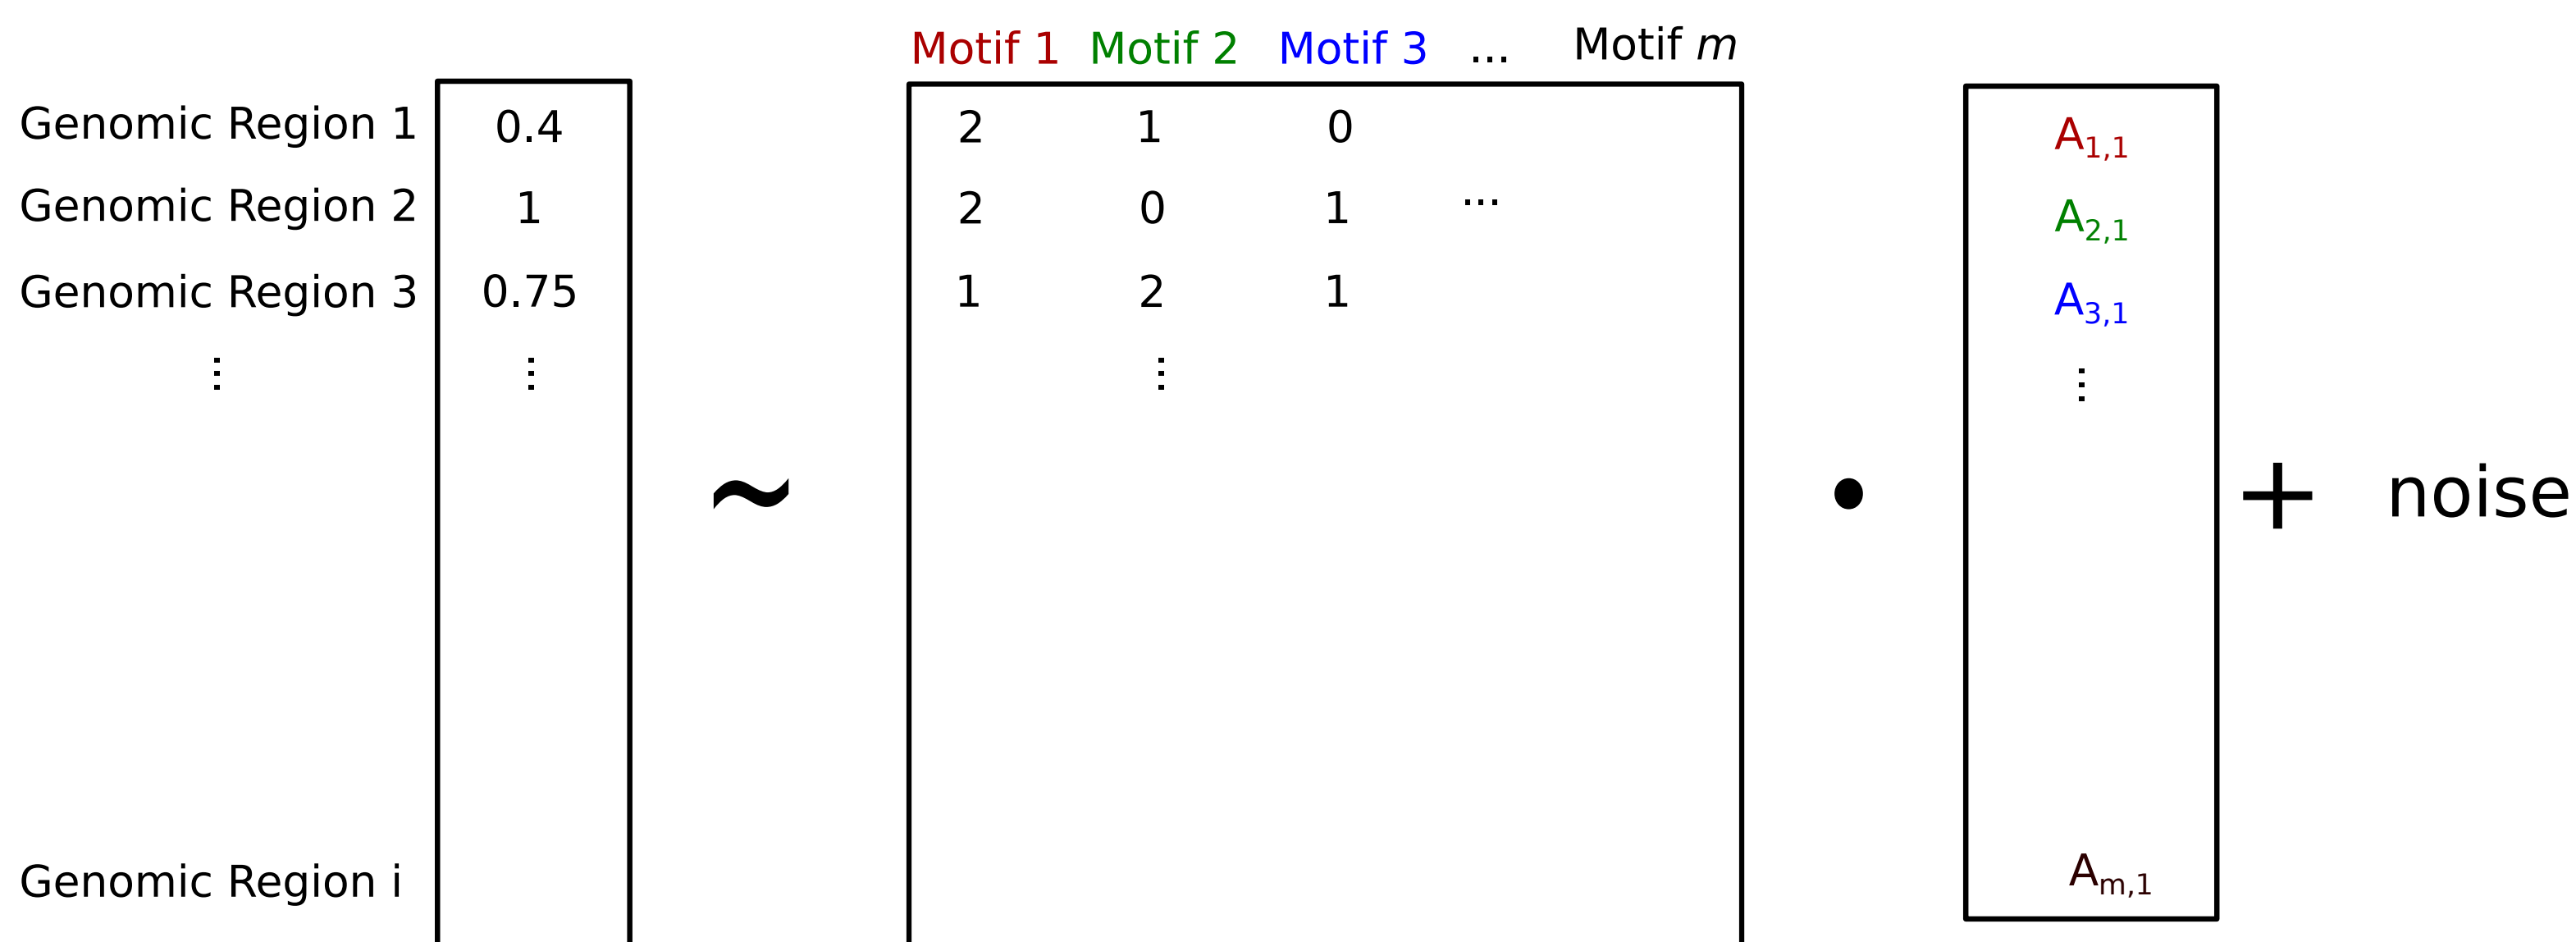 Motif 1 Motif 2 Motif 3 ... Motif m
Genomic Region 1 0.4 2 1 0 A1,1
Genomic Region 2 1 2 0 1 ... A2,1
Genomic Region 3 0.75 1 2 1 A3,1
⋮ ⋮ ⋮ ⋮
~ • + noise
Genomic Region i Am,1